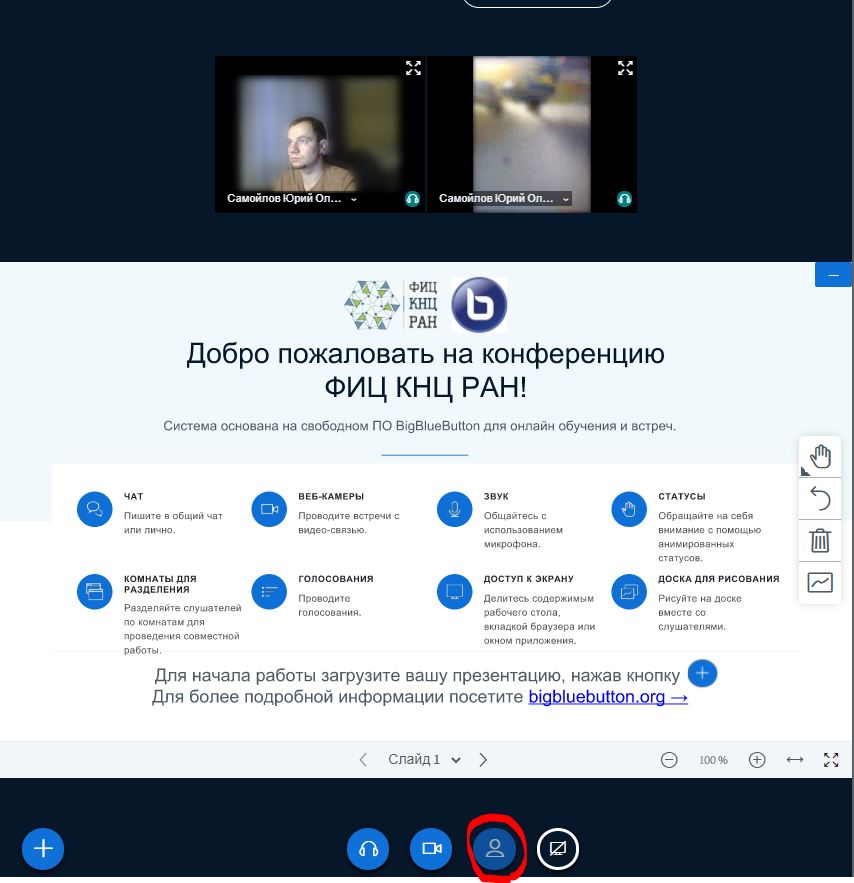 Самойлов Юрий Ол...
Самойлов Юрий Ол...
ФИЦ
КНЦ
РАН
b
Добро пожаловать на конференцию
ФИЦ КНЦ РАН!
Система основана на свободном ПО BigBlueButton для онлайн обучения и встреч.
ЧАТ
Пишите в общий чат
или лично.
ВЕБ-КАМЕРЫ
Проводите встречи с
видео-связью.
ЗВУК
Общайтесь с
использованием
микрофона.
СТАТУСЫ
Обращайте на себя
внимание с помощью
анимированных
статусов.
КОМНАТЫ ДЛЯ
РАЗДЕЛЕНИЯ
Разделяйте слушателей
по комнатам для
проведения совместной
работы.
ГОЛОСОВАНИЯ
Проводите
голосования.
ДОСТУП К ЭКРАНУ
Делитесь содержимым
рабочего стола,
вкладкой браузера или
окном приложения.
ДОСКА ДЛЯ РИСОВАНИЯ
Рисуйте на доске
вместе со
слушателями.
Для начала работы загрузите вашу презентацию, нажав кнопку
Для более подробной информации посетите bigbluebutton.org →
Слайд 1
100 %